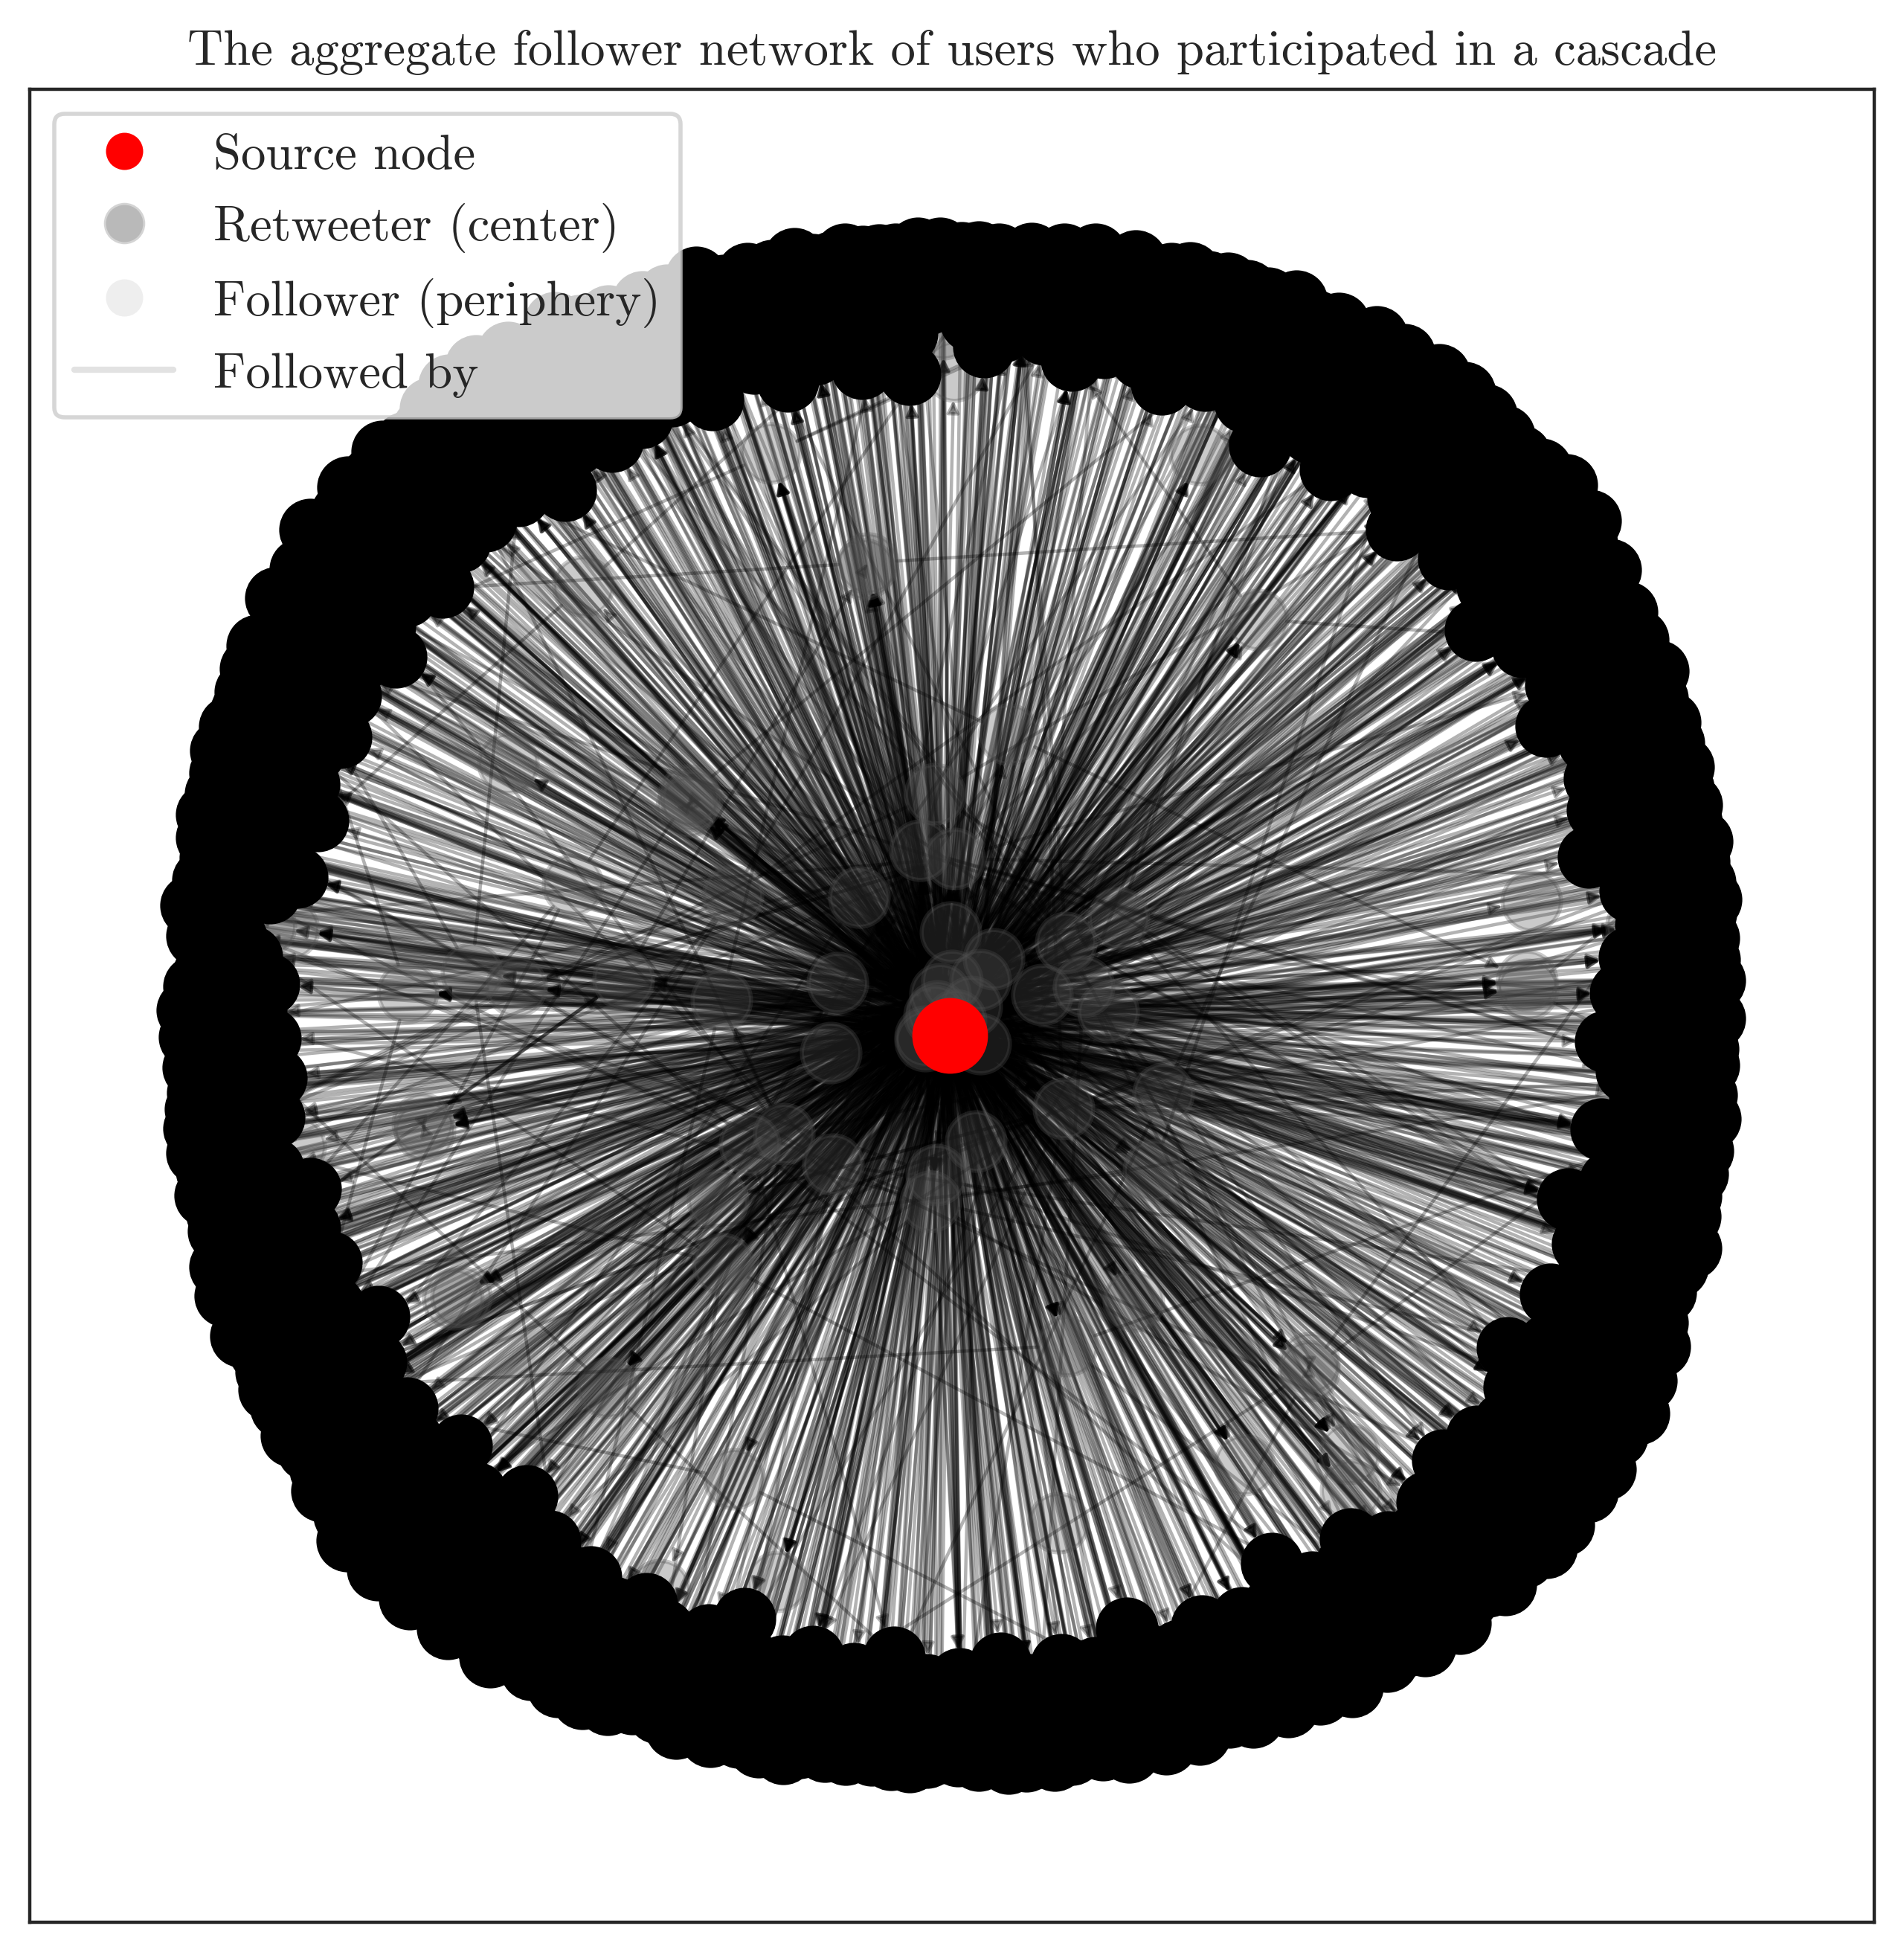 The aggregate follower network of users who participated in a cascade
Source node
Retweeter (center)
Follower (periphery)
Followed by